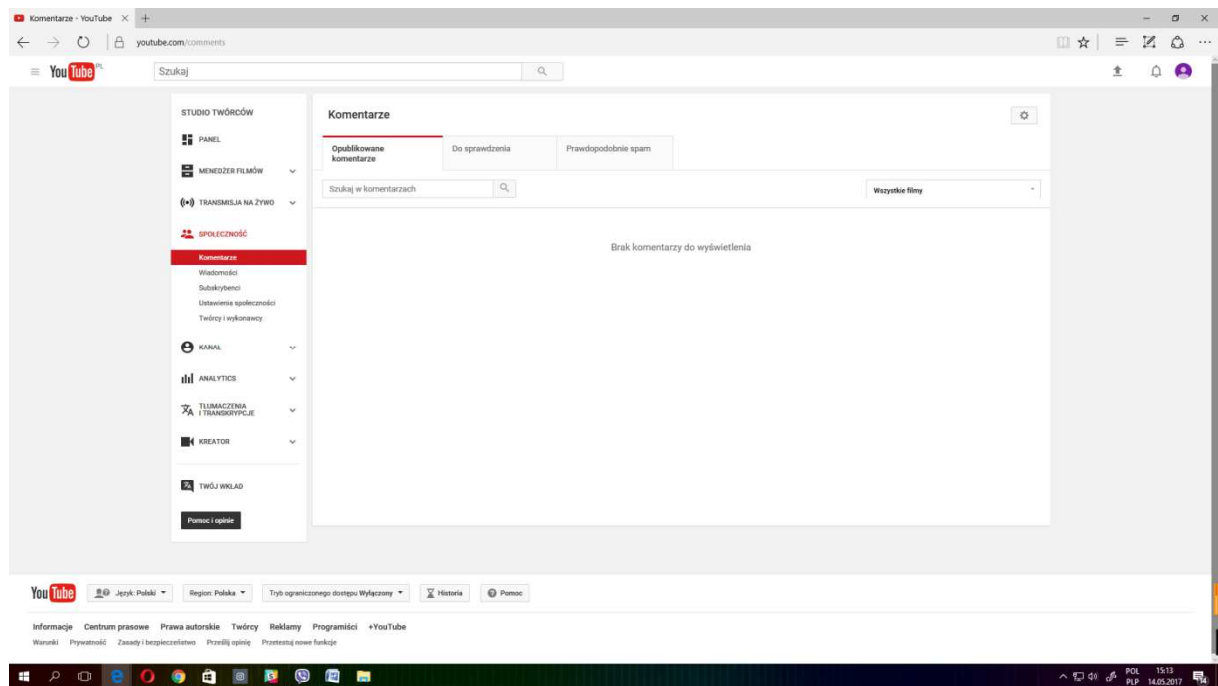 Komentarze - YouTube
youtube.com/comments
YouTube PL
Szukaj
STUDIO TWÓRCÓW
PANEL
MENEDŻER FILMÓW
TRANSMISJA NA ŻYWO
SPOŁECZNOŚĆ
Komentarze
Wiadomości
Subskrybenci
Ustawienia społeczności
Twórcy i wykonawcy
KANAŁ
ANALYTICS
TŁUMACZENIA
I TRANSKRYPCJE
KREATOR
TWÓJ WKŁAD
Pomoc i opinie
Komentarze
Opublikowane
komentarze
Do sprawdzenia
Prawdopodobnie spam
Szukaj w komentarzach
Wszystkie filmy
Brak komentarzy do wyświetlenia
YouTube
Język: Polski
Region: Polska
Tryb ograniczonego dostępu Wyłączony
Historia
Pomoc
Informacje Centrum prasowe Prawa autorskie Twórcy Reklamy Programiści +YouTube
Warunki Prywatność Zasady i bezpieczeństwo Prześlij opinię Przetestuj nowe funkcje
POL 15:13
PLP 14.05.2017
14